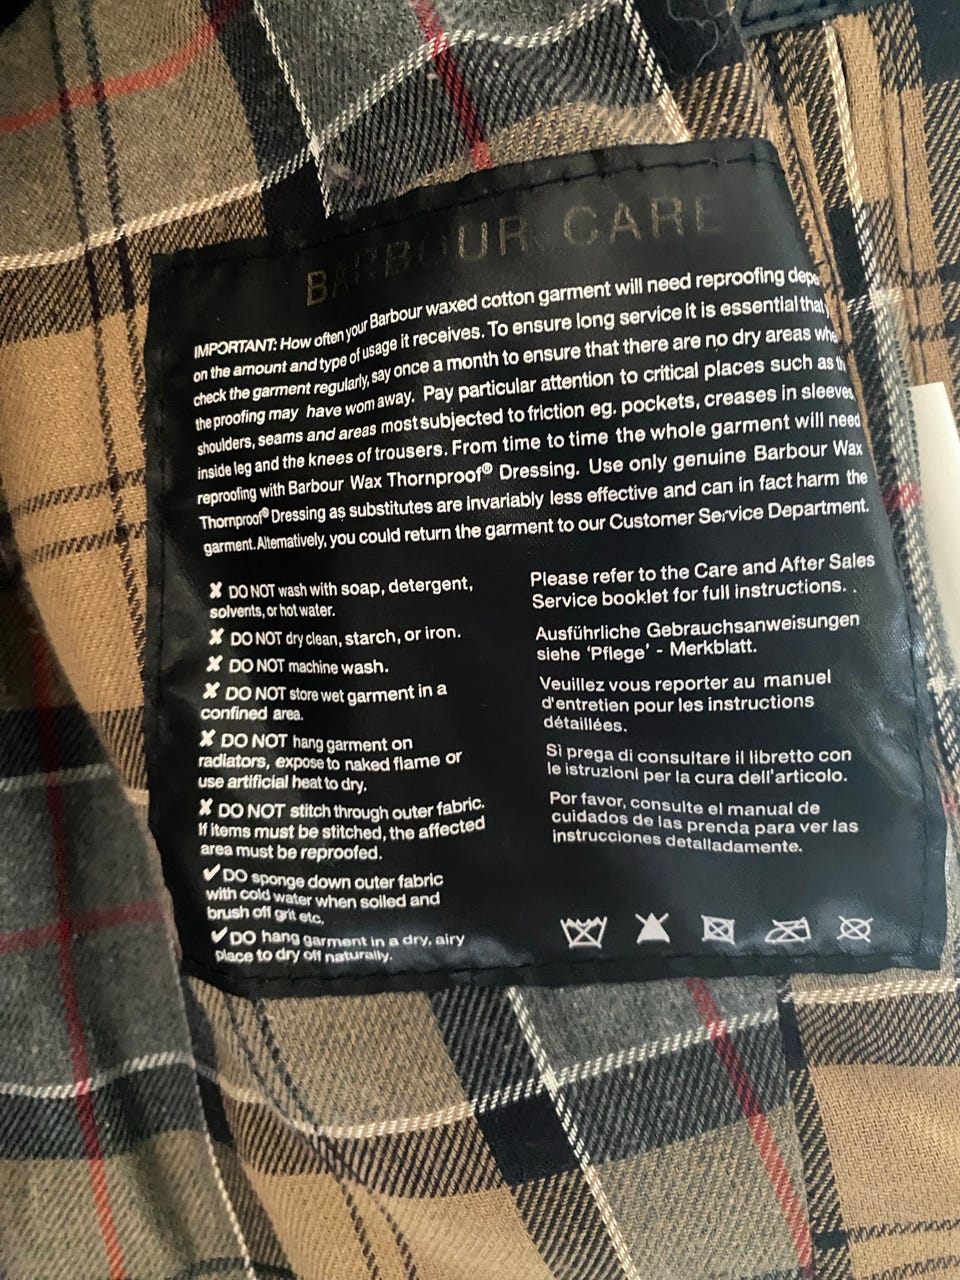 BARBOUR CARE
IMPORTANT: How often your Barbour waxed cotton garment will need reproofing
on the amount and type of usage it receives. To ensure long service it is essential that
check the garment regularly, say once a month to ensure that there are no dry areas
the proofing may have worn away. Pay particular attention to critical places such as
shoulders, seams and areas most subjected to friction eg. pockets, creases in sleeves,
inside leg and the knees of trousers. From time to time the whole garment will need
reproofing with Barbour Wax Thornproof® Dressing. Use only genuine Barbour Wax
Thornproof® Dressing as substitutes are invariably less effective and can in fact harm the
garment. Alternatively, you could return the garment to our Customer Service Department.
✘ DO NOT wash with soap, detergent,
solvents, or hot water.
✘ DO NOT dry clean, starch, or iron.
✘ DO NOT machine wash.
✘ DO NOT store wet garment in a
confined area.
✘ DO NOT hang garment on
radiators, expose to naked flame or
use artificial heat to dry.
✘ DO NOT stitch through outer fabric.
If items must be stitched, the affected
area must be reproofed.
✔ DO sponge down outer fabric
with cold water when soiled and
brush off grit etc.
✔ DO hang garment in a dry, airy
place to dry off naturally.
Please refer to the Care and After Sales
Service booklet for full instructions. .
Ausführliche Gebrauchsanweisungen
siehe 'Pflege' - Merkblatt.
Veuillez vous reporter au manuel
d'entretien pour les instructions
détaillées.
Si prega di consultare il libretto con
le istruzioni per la cura dell'articolo.
Por favor, consulte el manual de
cuidados de las prenda para ver las
instrucciones detalladamente.